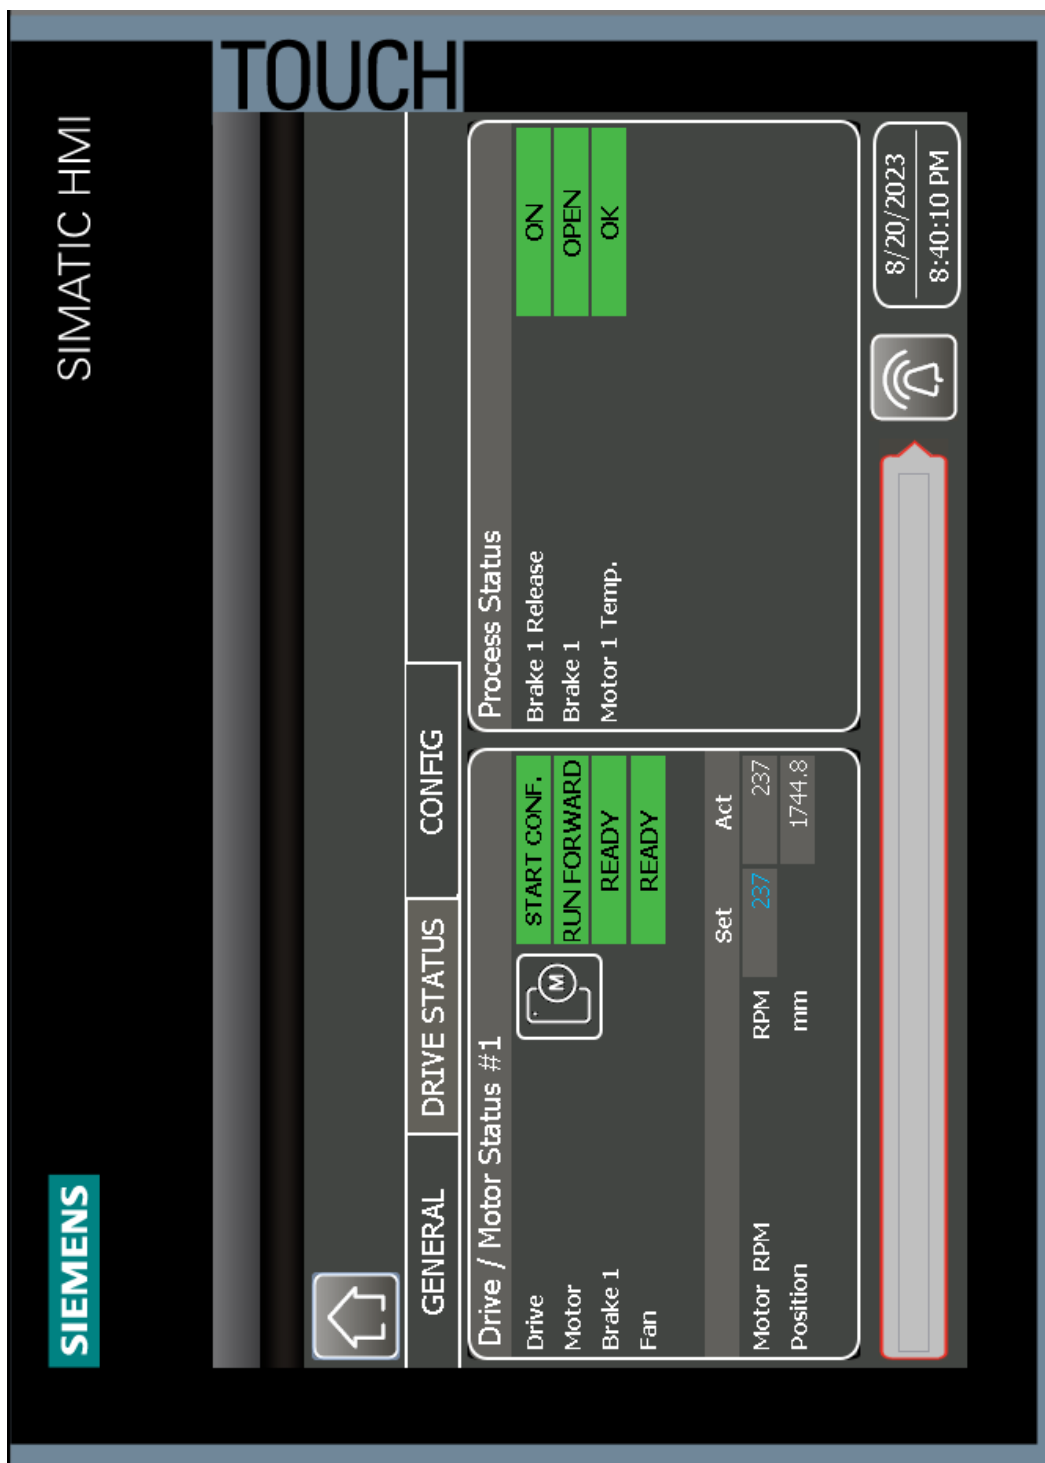 SIEMENS
SIMATIC HMI
TOUCH
GENERAL
DRIVE STATUS
CONFIG
Drive / Motor Status #1
Drive START CONF.
Motor RUN FORWARD
Brake 1 READY
Fan READY
M
Set Act
Motor RPM RPM 237 237
Position mm 1744.8
Process Status
Brake 1 Release ON
Brake 1 OPEN
Motor 1 Temp. OK
8/20/2023
8:40:10 PM